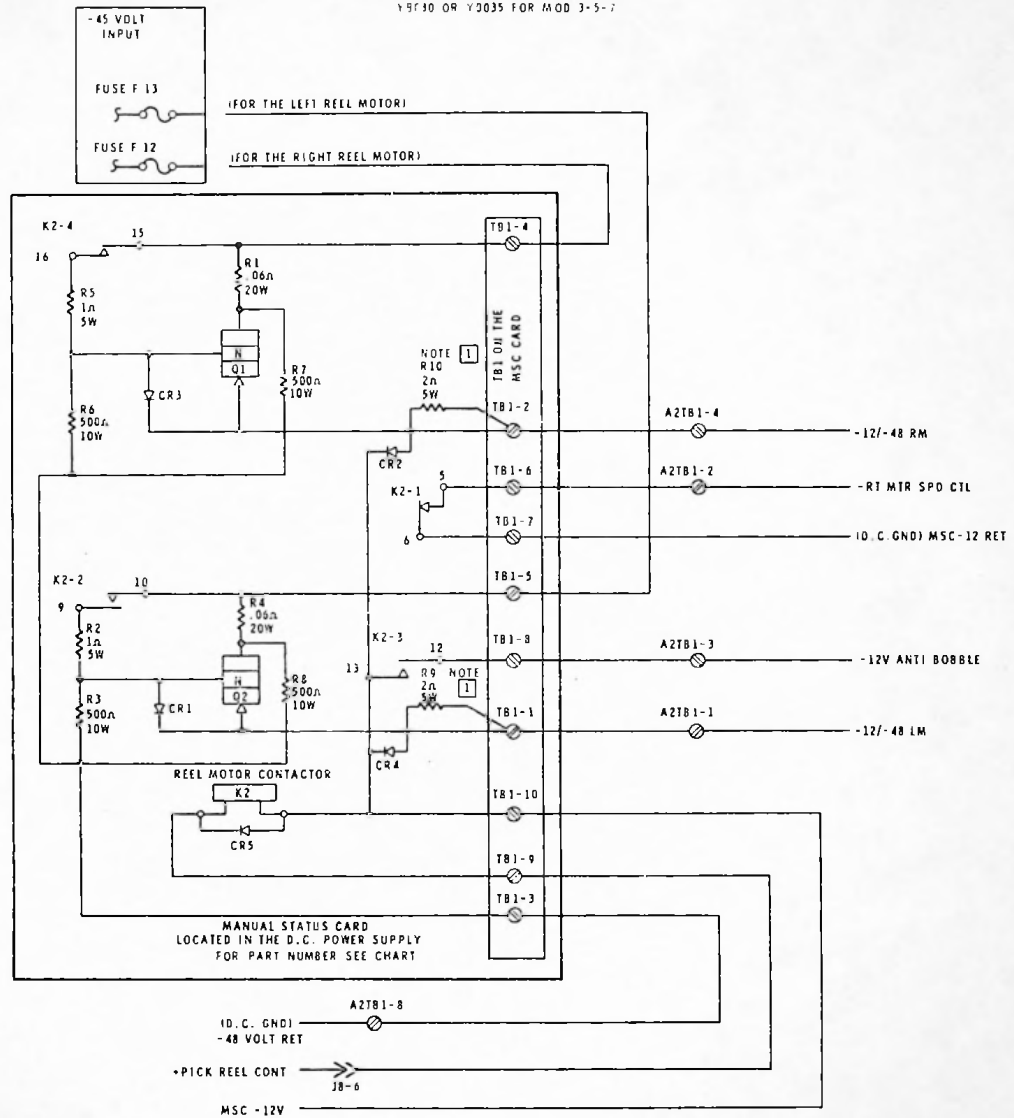 OR Y0035 FOR MOD 3-5-7
-45 VOLT
INPUT
FUSE F 13
(FOR THE LEFT REEL MOTOR)
FUSE F 12
(FOR THE RIGHT REEL MOTOR)
K2-4
15
16
TB1-4
R1
.06Ω
20W
R5
1Ω
5W
N
Q1
R7
500Ω
10W
CR3
R6
500Ω
10W
TB1 ON THE
MSC CARD
NOTE 1
R10
2Ω
5W
TB1-2
A2TB1-4
-12/-48 RM
CR2
TB1-6
A2TB1-2
5
-RT MTR SPD CTL
K2-1
TB1-7
6
(D.C.GND) MSC-12 RET
K2-2
10
TB1-5
9
R4
.06Ω
20W
R2
1Ω
5W
K2-3
12
TB1-8
A2TB1-3
-12V ANTI BOBBLE
13
N
Q2
R8
500Ω
10W
R9 NOTE
2Ω 1
5W
CR1
R3
500Ω
10W
TB1-1
A2TB1-1
-12/-48 LM
CR4
REEL MOTOR CONTACTOR
K2
TB1-10
CR5
TB1-9
TB1-3
MANUAL STATUS CARD
LOCATED IN THE D.C. POWER SUPPLY
FOR PART NUMBER SEE CHART
A2TB1-8
(D.C. GND)
-48 VOLT RET
+PICK REEL CONT
J8-6
MSC -12V